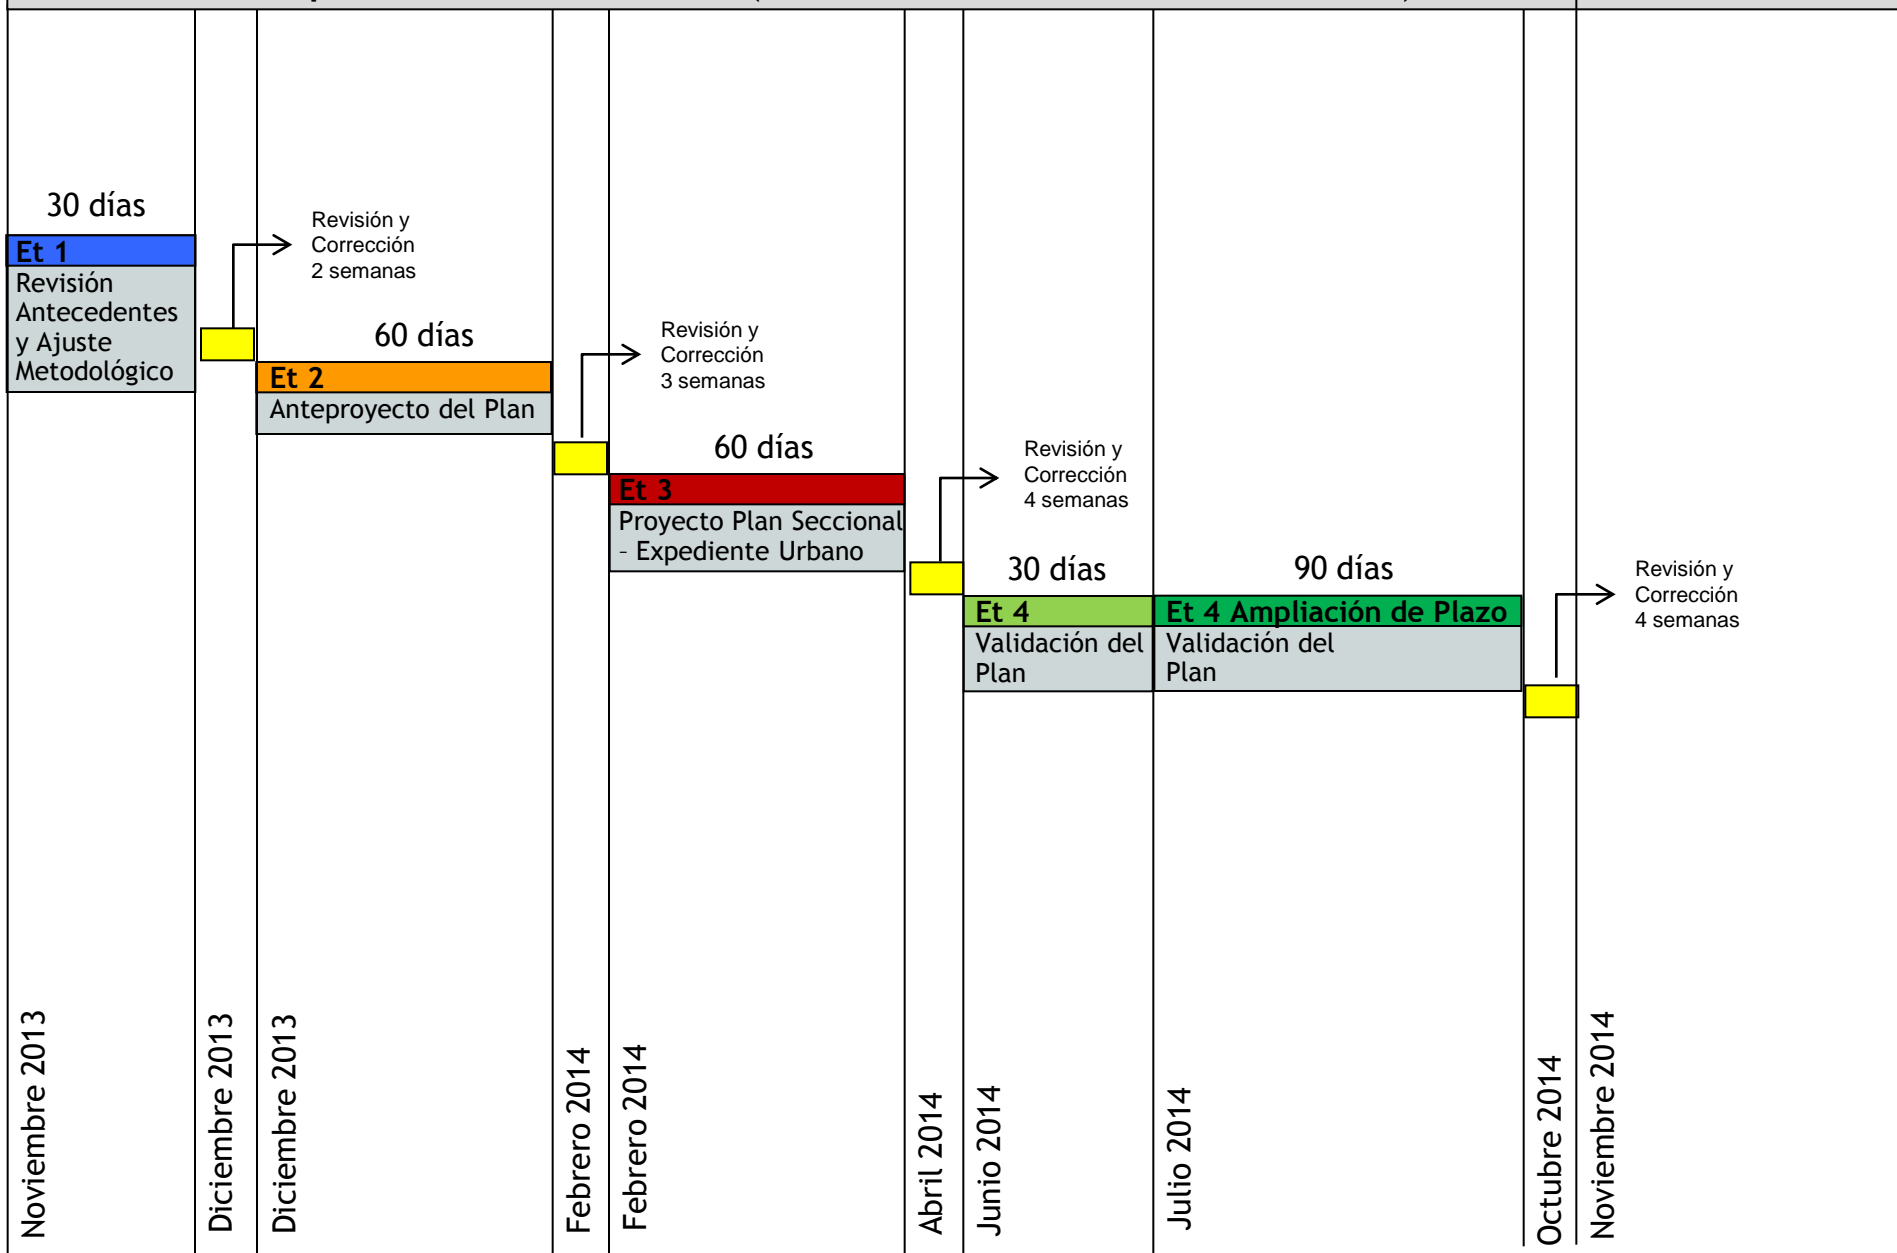 30 días
Et 1
Revisión
Antecedentes
y Ajuste
Metodológico
Revisión y
Corrección
2 semanas
60 días
Et 2
Anteproyecto del Plan
Revisión y
Corrección
3 semanas
60 días
Et 3
Proyecto Plan Seccional
- Expediente Urbano
Revisión y
Corrección
4 semanas
30 días
Et 4
Validación del
Plan
90 días
Et 4 Ampliación de Plazo
Validación del
Plan
Revisión y
Corrección
4 semanas
Noviembre 2013
Diciembre 2013
Diciembre 2013
Febrero 2014
Febrero 2014
Abril 2014
Junio 2014
Julio 2014
Octubre 2014
Noviembre 2014